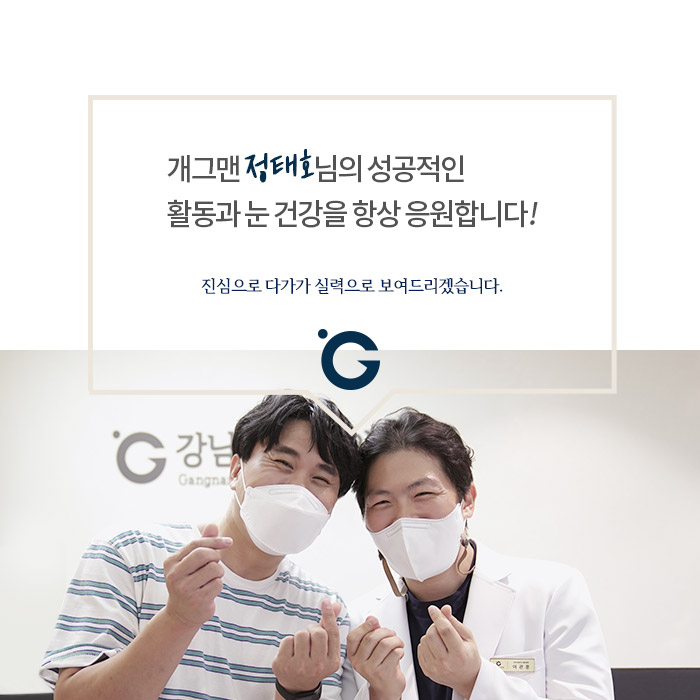 개그맨 정태호님의 성공적인
활동과 눈 건강을 항상 응원합니다!
진심으로 다가가 실력으로 보여드리겠습니다.
G
G 강남
Gangna